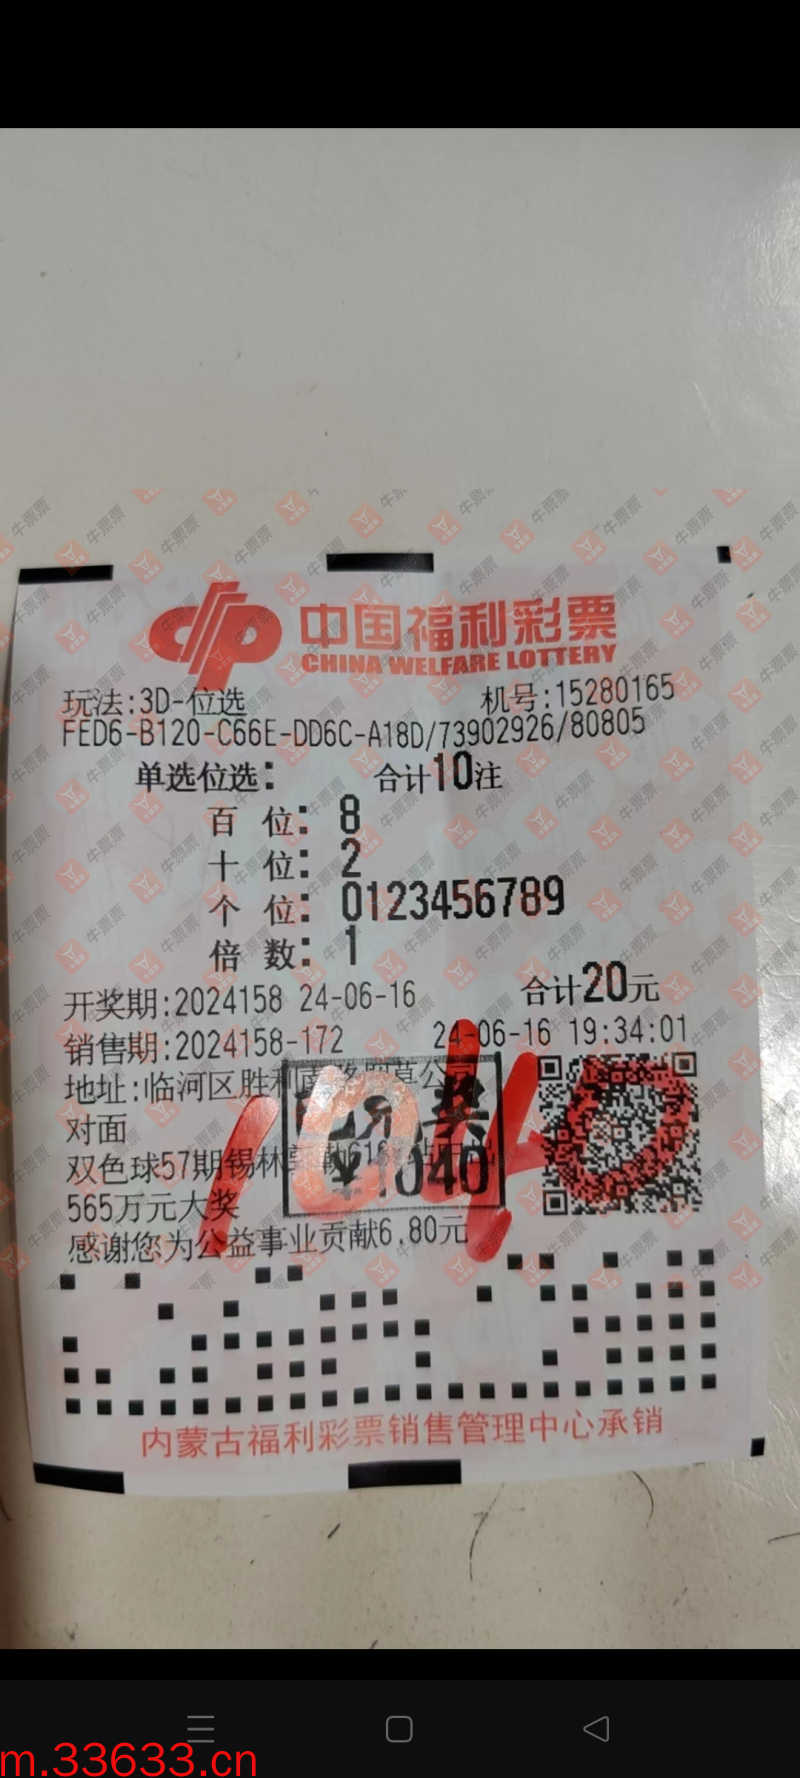 中国福利彩票
CHINA WELFARE LOTTERY
玩法:3D-位选 机号:15280165
FED6-B120-C66E-DD6C-A18D/73902926/80805
单选位选: 合计10注
百 位: 8
十 位: 2
个 位: 0123456789
倍 数: 1
开奖期:2024158 24-06-16 合计20元
销售期:2024158-172 24-06-16 19:34:01
地址:临河区胜利
对面
双色球57期锡林
565万元大奖
感谢您为公益事业贡献6.80元
1040
1040
内蒙古福利彩票销售管理中心承销
牛票票
m.33633.cn